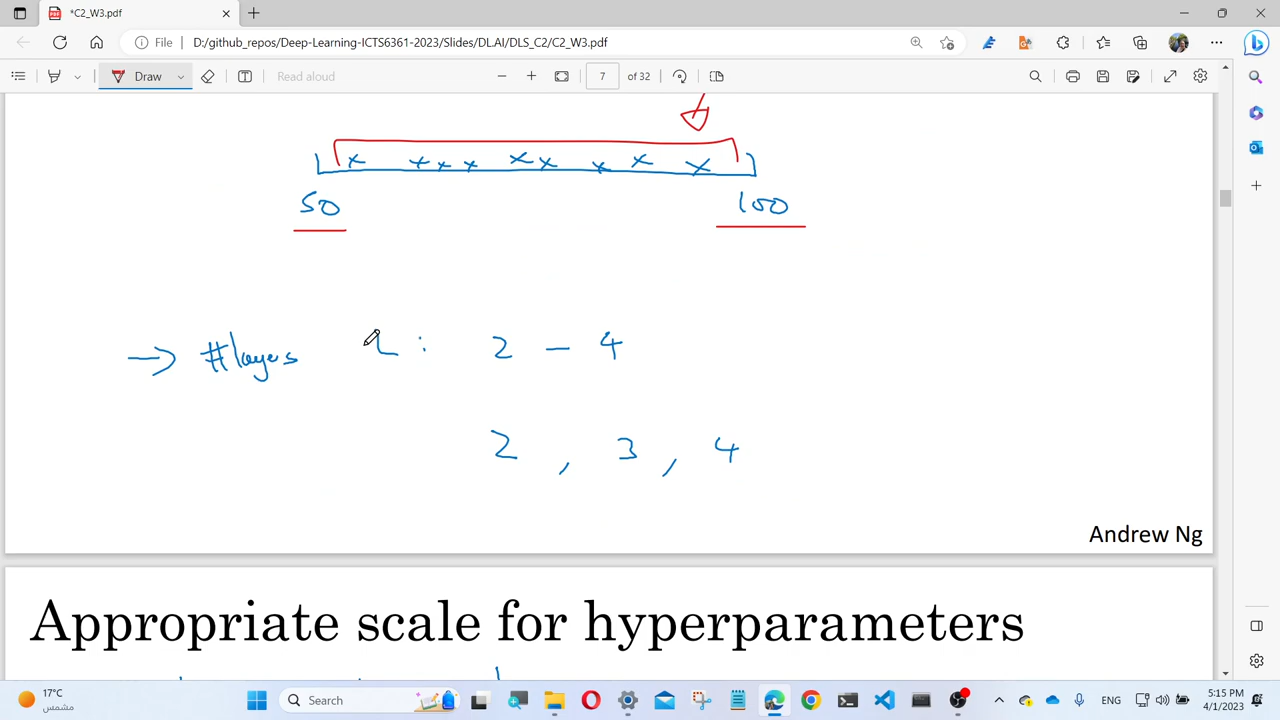 *C2_W3.pdf
File D:/github_repos/Deep-Learning-ICTS6361-2023/Slides/DL.AI/DLS_C2/C2_W3.pdf
Draw Read aloud 7 of 32
50 100
→ #layers L : 2 - 4
2 , 3 , 4
Andrew Ng
Appropriate scale for hyperparameters
17°C
مشمس
Search
ENG
5:15 PM
4/1/2023